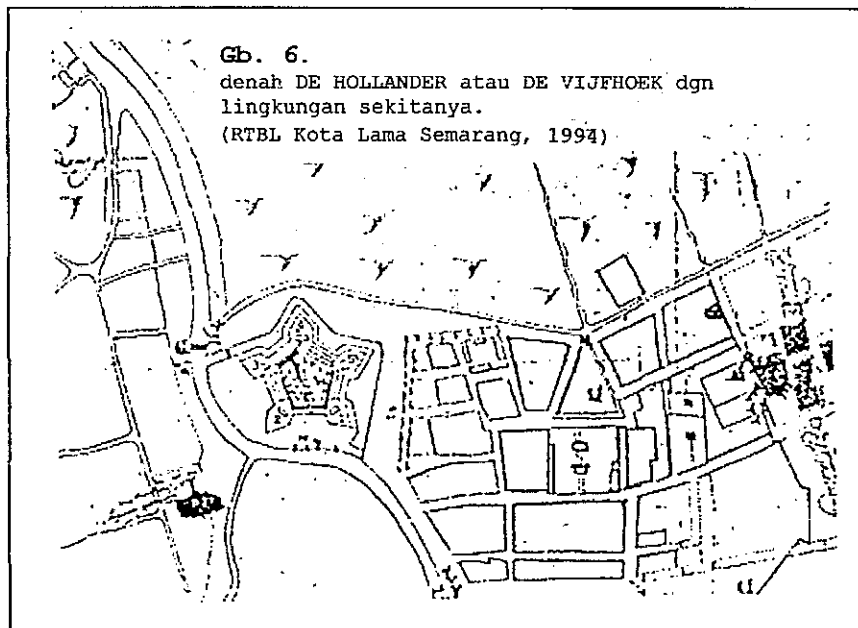 Gb. 6.
denah DE HOLLANDER atau DE VIJFHOEK dgn
lingkungan sekitanya.
(RTBL Kota Lama Semarang, 1994)